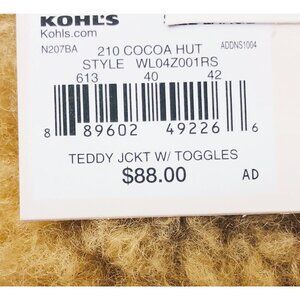 KOHL'S
Kohls.com
N207BA 210 COCOA HUT ADDNS1004
STYLE WL04Z001RS
613 40 42
8 89602 49226 6
TEDDY JCKT W/ TOGGLES
$88.00 AD